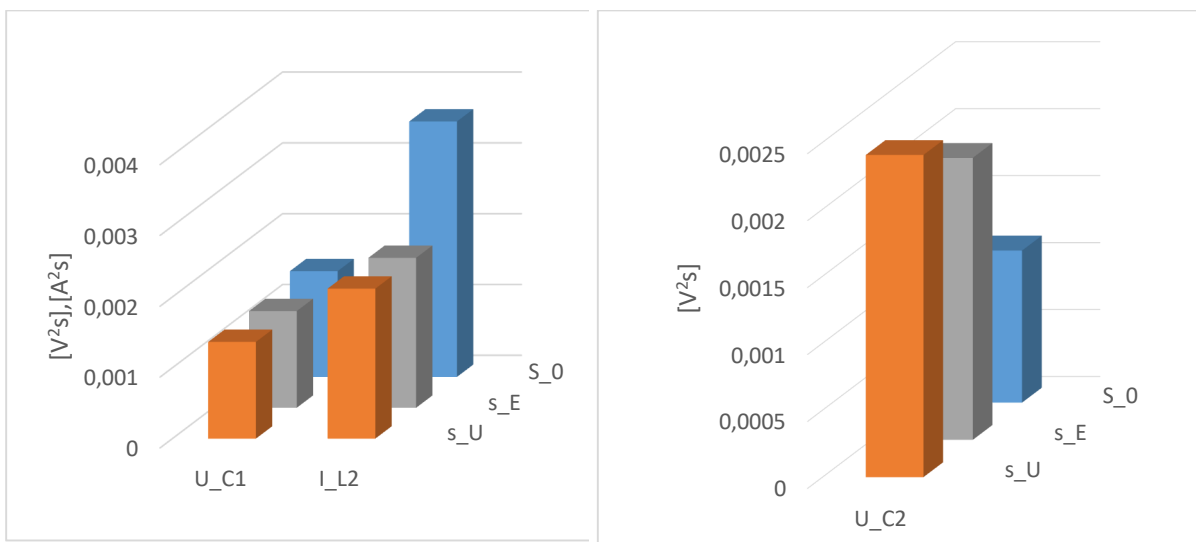 [V²s],[A²s]
0,004
0,003
0,002
0,001
0
U_C1
I_L2
s_U
s_E
S_0
[V²s]
0,0025
0,002
0,0015
0,001
0,0005
0
U_C2
s_U
s_E
S_0